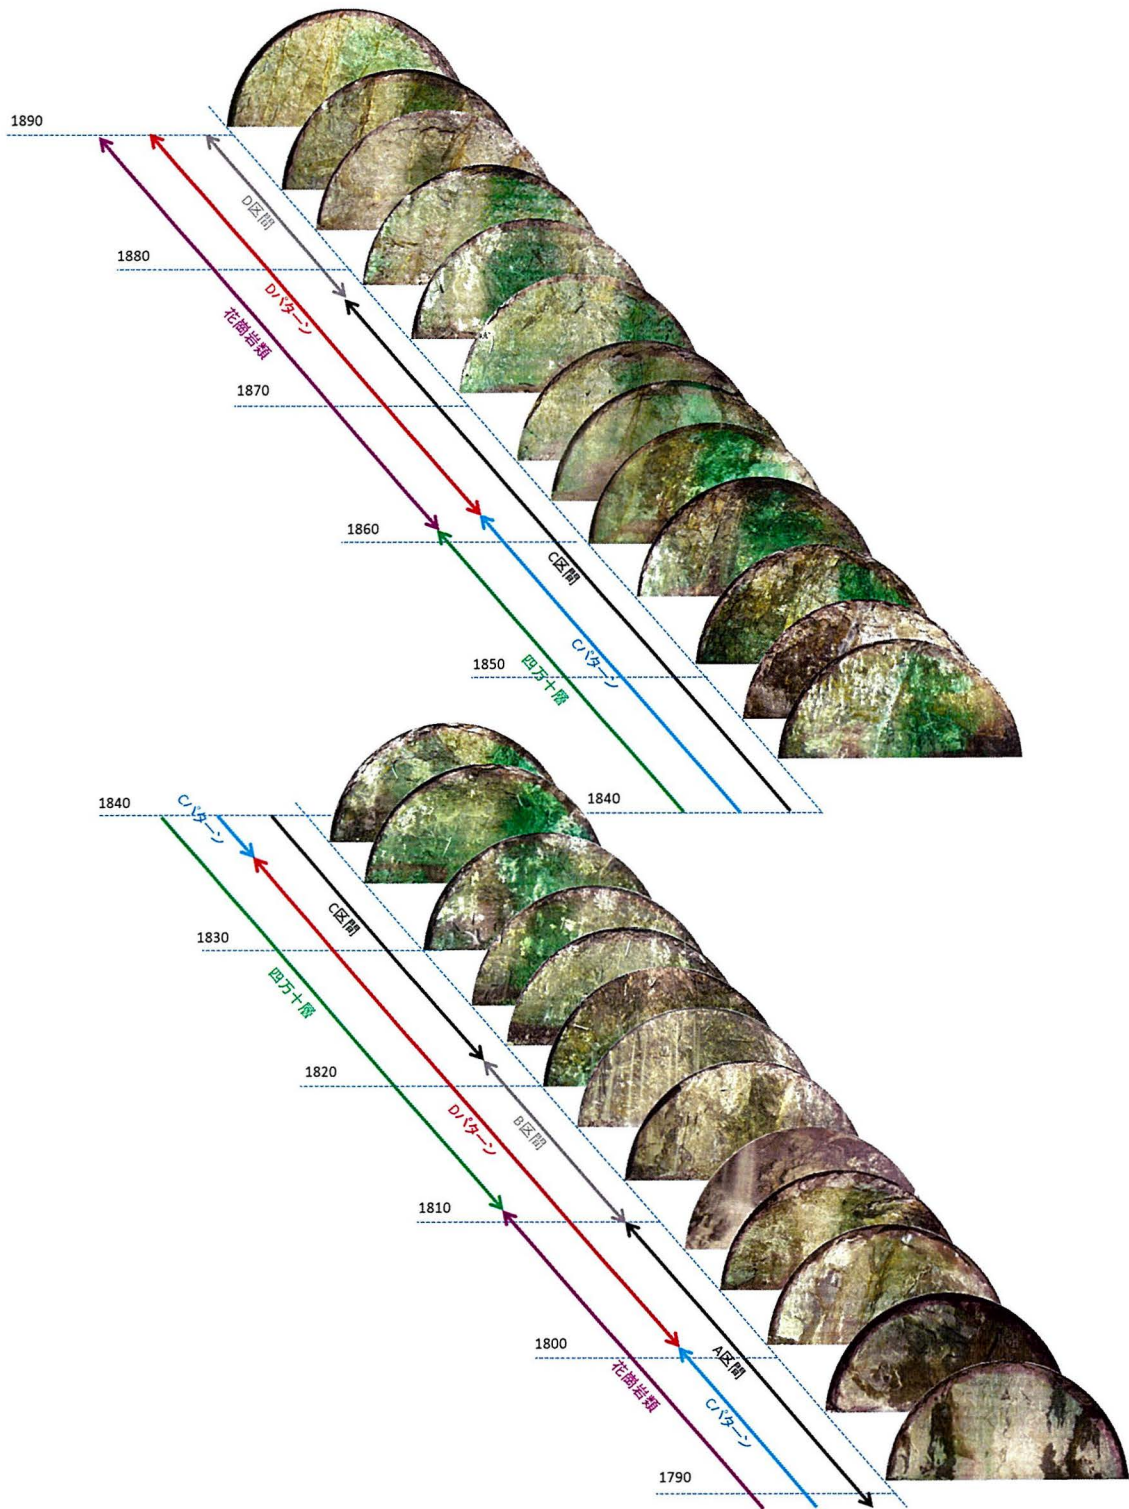 1890
D区間
1880
Dパターン
花崗岩類
1870
1860
C区間
1850
Cパターン
四万十層
1840
1840
Cパターン
C区間
1830
四万十層
1820
Dパターン
B区間
1810
1800
A区間
花崗岩類
Cパターン
1790